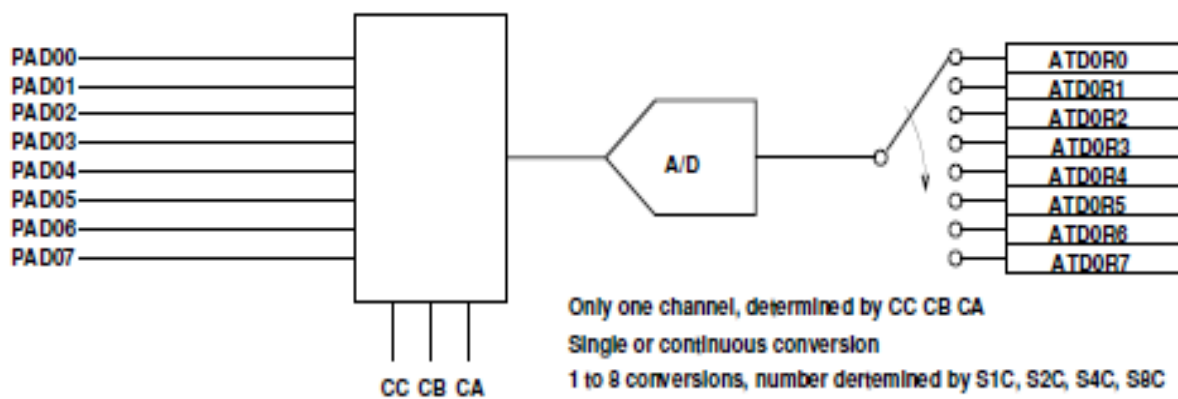 PAD00
PAD01
PAD02
PAD03
PAD04
PAD05
PAD06
PAD07
CC CB CA
A/D
ATD0R0
ATD0R1
ATD0R2
ATD0R3
ATD0R4
ATD0R5
ATD0R6
ATD0R7
Only one channel, determined by CC CB CA
Single or continuous conversion
1 to 8 conversions, number dertemined by S1C, S2C, S4C, S8C